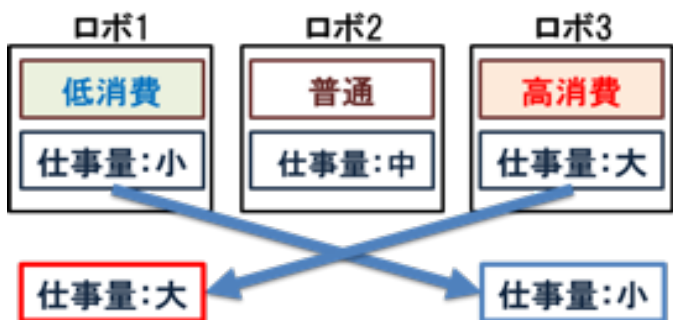 ロボ1 ロボ2 ロボ3
低消費 普通 高消費
仕事量:小 仕事量:中 仕事量:大
仕事量:大 仕事量:小